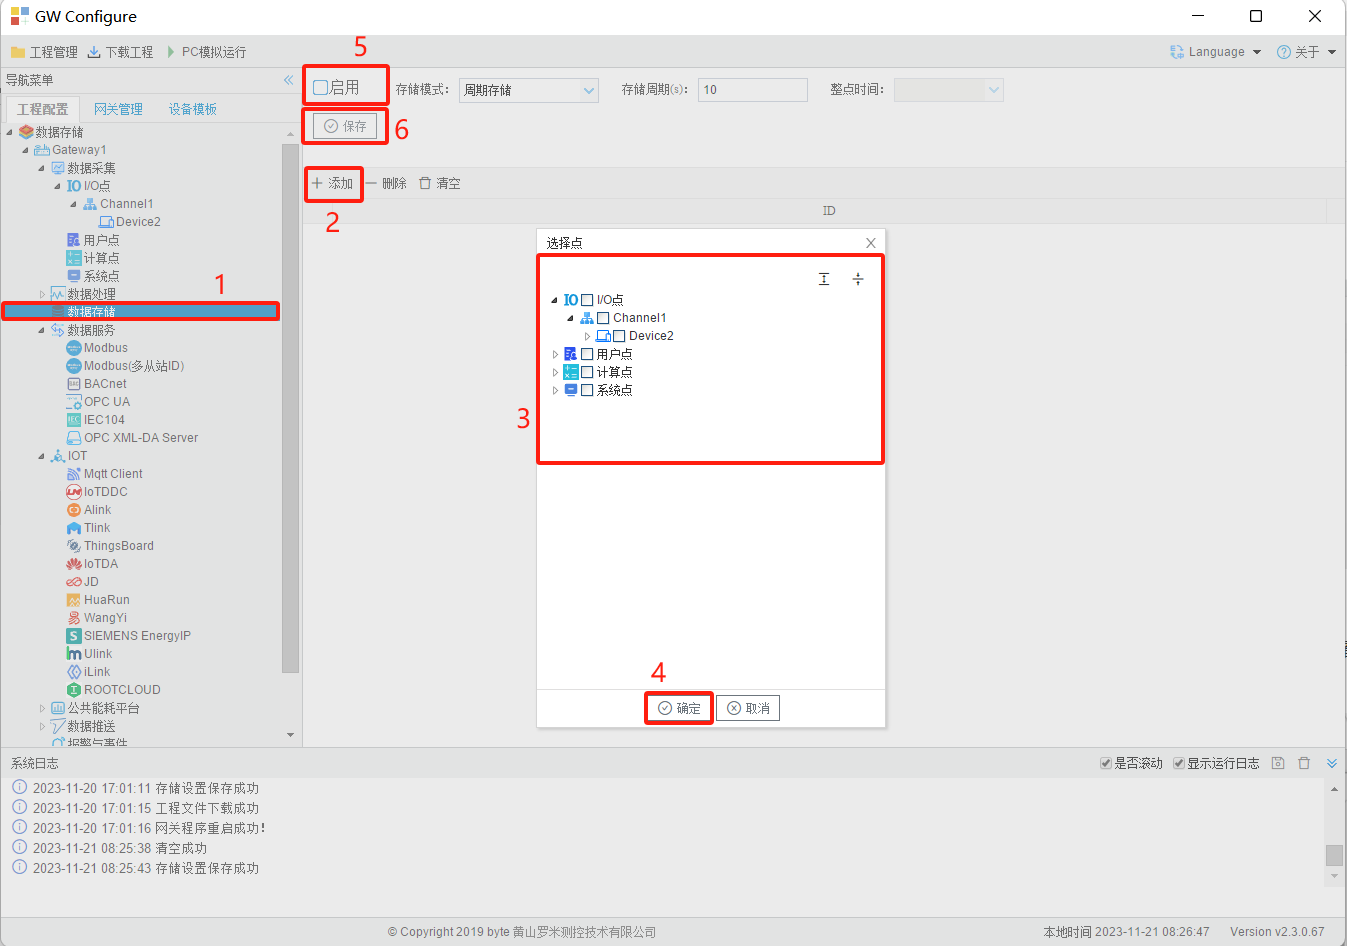 GW Configure
工程管理 下载工程 PC模拟运行 Language 关于
导航菜单
工程配置 网关管理 设备模板
5
启用 存储模式： 周期存储 存储周期(s)： 10 整点时间：
保存 6
添加 删除 清空
2
ID
数据存储
Gateway1
数据采集
I/O点
Channel1
Device2
用户点
计算点
系统点
1
数据处理
数据存储
数据服务
Modbus
Modbus(多从站ID)
BACnet
OPC UA
IEC104
OPC XML-DA Server
IOT
Mqtt Client
IoTDDC
Alink
Tlink
ThingsBoard
IoTDA
JD
HuaRun
WangYi
SIEMENS EnergyIP
Ulink
iLink
ROOTCLOUD
公共能耗平台
数据推送
报警与事件
选择点
I/O点
Channel1
Device2
用户点
计算点
系统点
3
4
确定 取消
系统日志 是否滚动 显示运行日志
2023-11-20 17:01:11 存储设置保存成功
2023-11-20 17:01:15 工程文件下载成功
2023-11-20 17:01:16 网关程序重启成功！
2023-11-21 08:25:38 清空成功
2023-11-21 08:25:43 存储设置保存成功
© Copyright 2019 byte 黄山罗米测控技术有限公司 本地时间 2023-11-21 08:26:47 Version v2.3.0.67